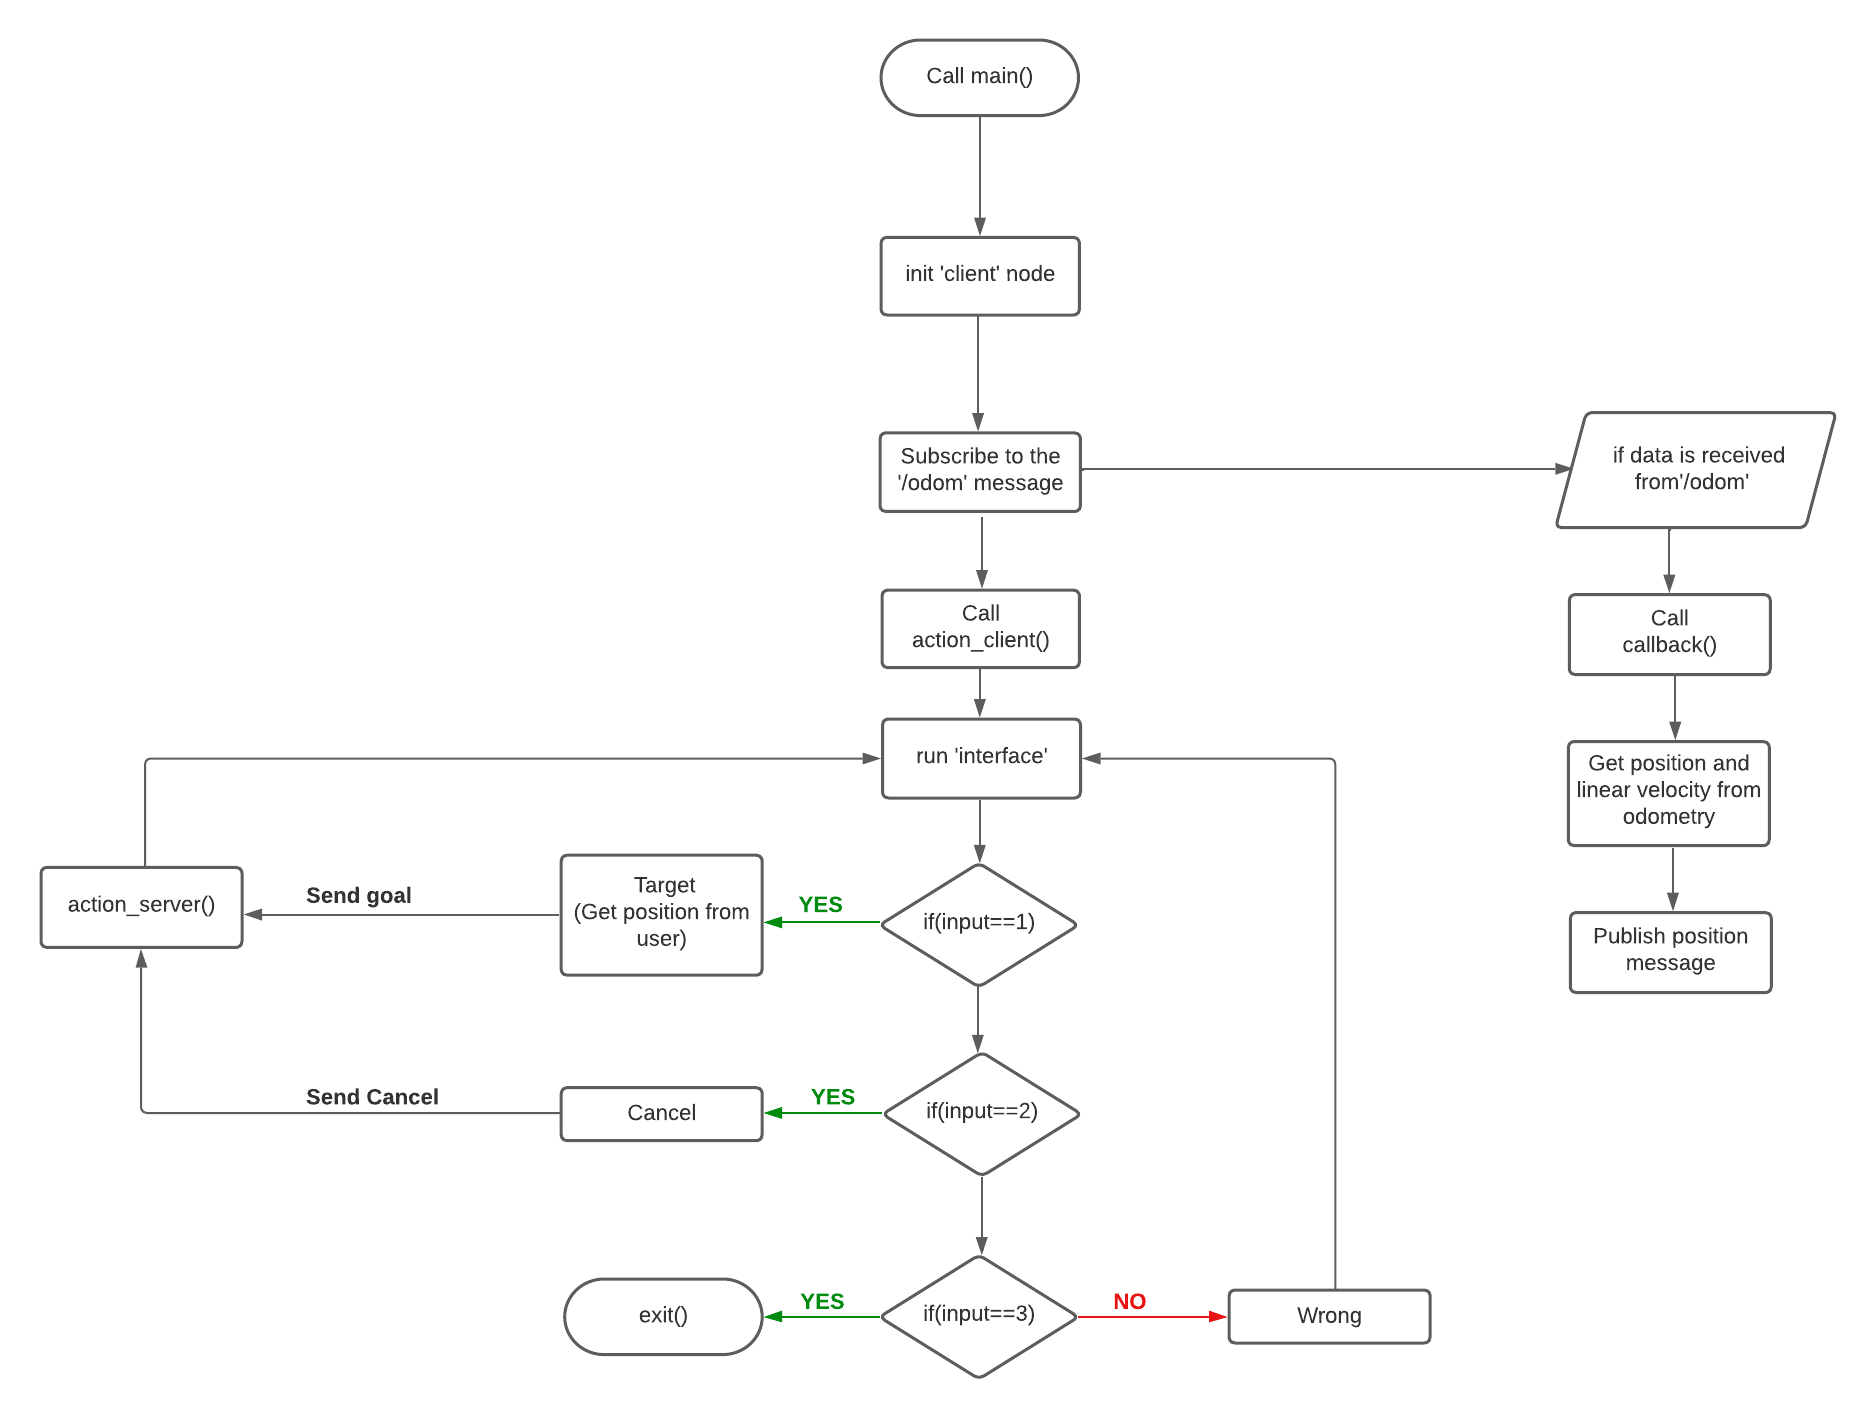 Call main()
init 'client' node
Subscribe to the
'/odom' message
if data is received
from'/odom'
Call
action_client()
Call
callback()
run 'interface'
Get position and
linear velocity from
odometry
action_server()
Send goal
Target
(Get position from
user)
YES
if(input==1)
Publish position
message
Send Cancel
Cancel
YES
if(input==2)
exit()
YES
if(input==3)
NO
Wrong